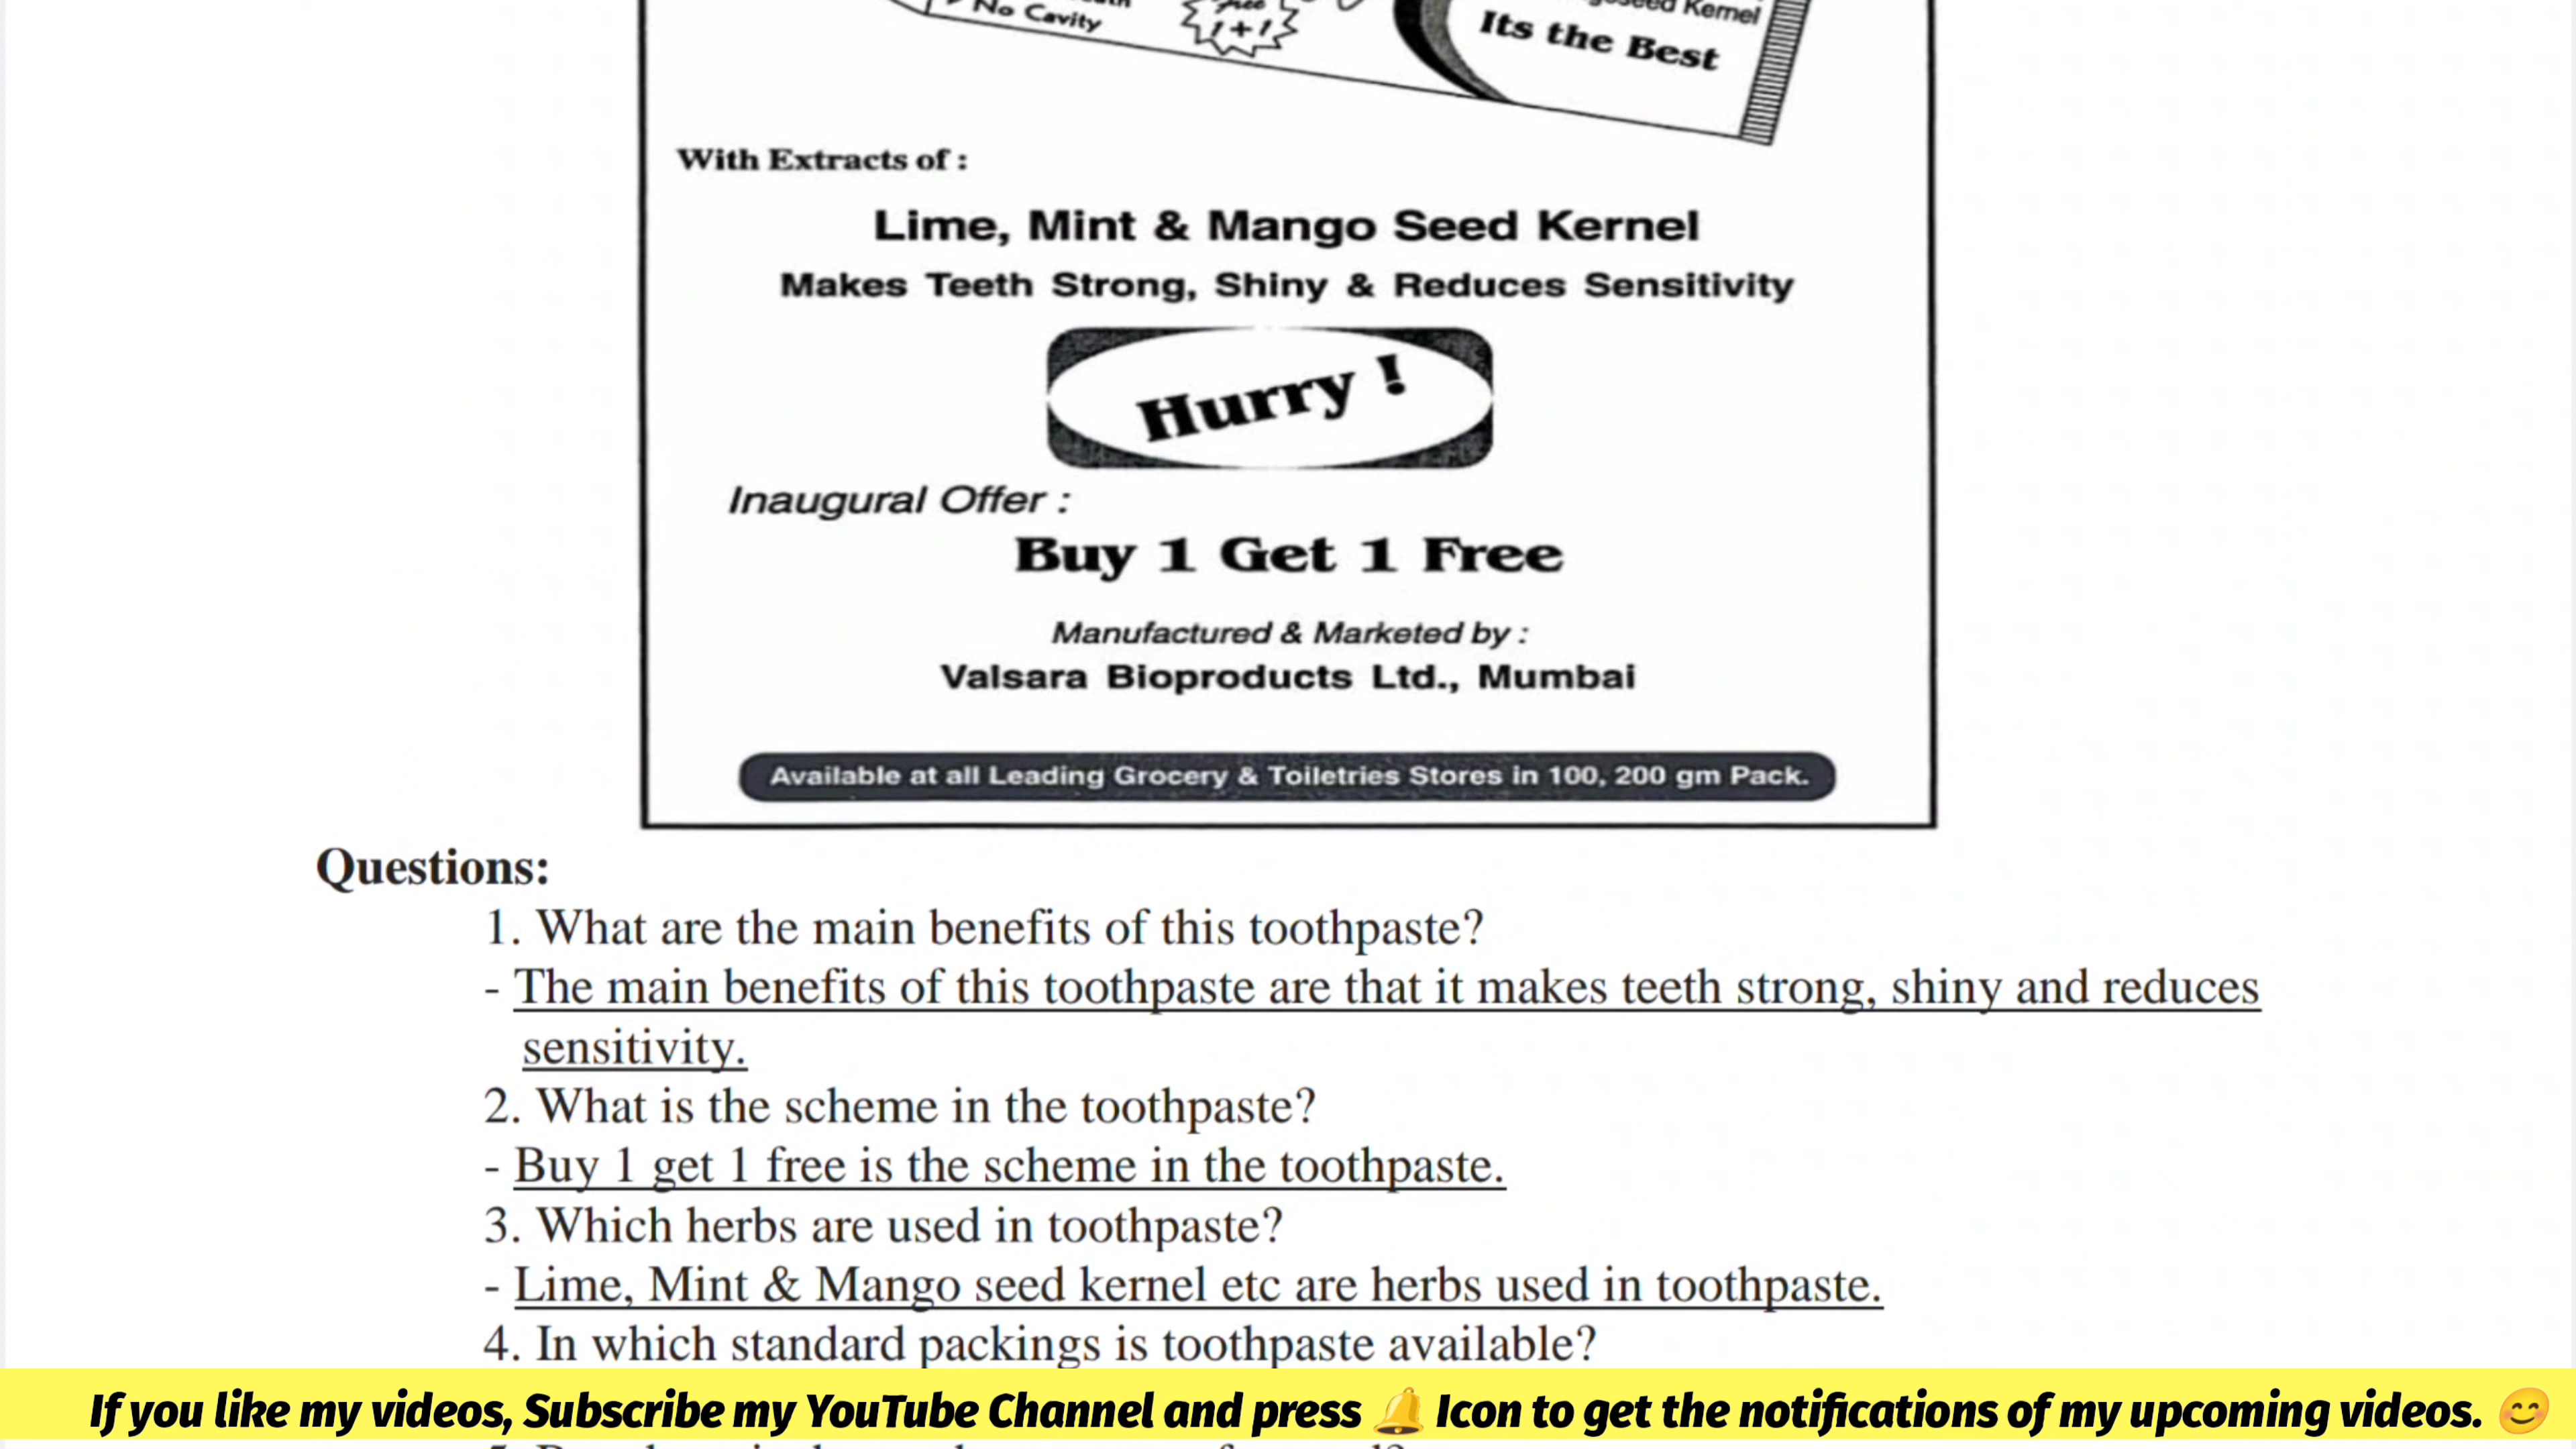 No Cavity
free
1+1
Kernel
Its the Best
With Extracts of :
Lime, Mint & Mango Seed Kernel
Makes Teeth Strong, Shiny & Reduces Sensitivity
Hurry !
Inaugural Offer :
Buy 1 Get 1 Free
Manufactured & Marketed by :
Valsara Bioproducts Ltd., Mumbai
Available at all Leading Grocery & Toiletries Stores in 100, 200 gm Pack.
Questions:
1. What are the main benefits of this toothpaste?
- The main benefits of this toothpaste are that it makes teeth strong, shiny and reduces
sensitivity.
2. What is the scheme in the toothpaste?
- Buy 1 get 1 free is the scheme in the toothpaste.
3. Which herbs are used in toothpaste?
- Lime, Mint & Mango seed kernel etc are herbs used in toothpaste.
4. In which standard packings is toothpaste available?
If you like my videos, Subscribe my YouTube Channel and press 🔔 Icon to get the notifications of my upcoming videos. 😊